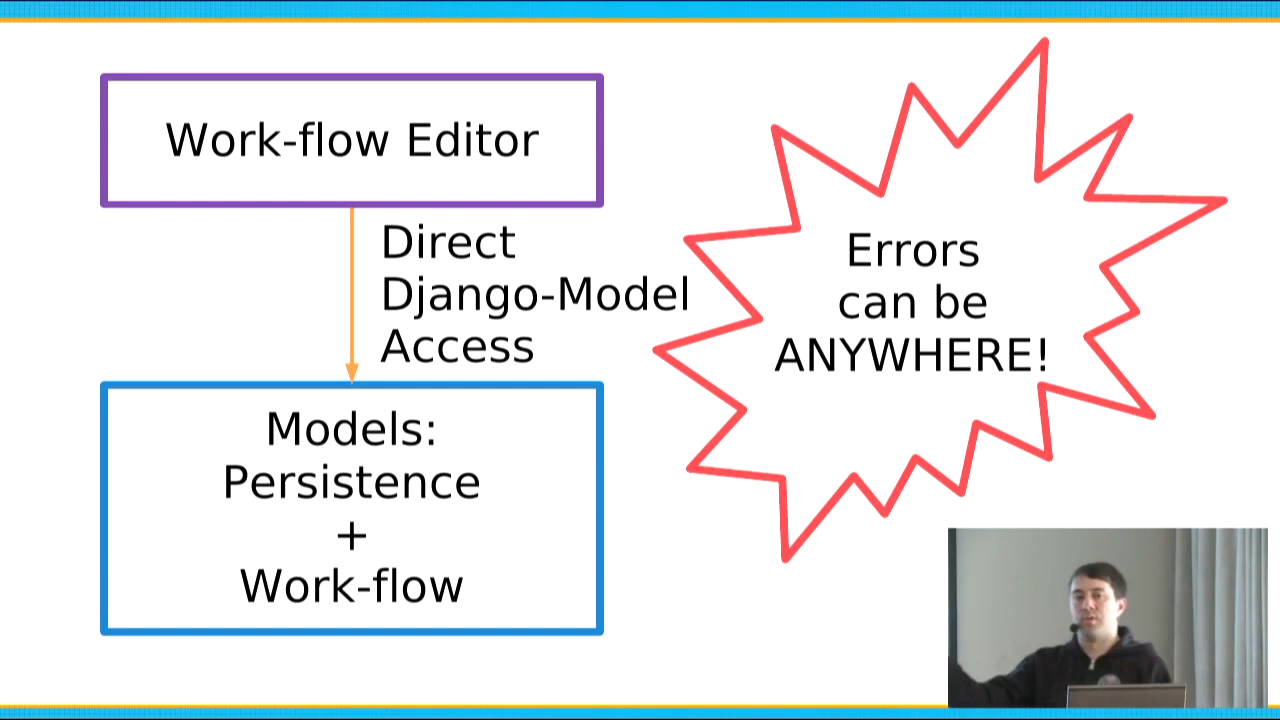 Work-flow Editor
Direct
Django-Model
Access
Models:
Persistence
+
Work-flow
Errors
can be
ANYWHERE!